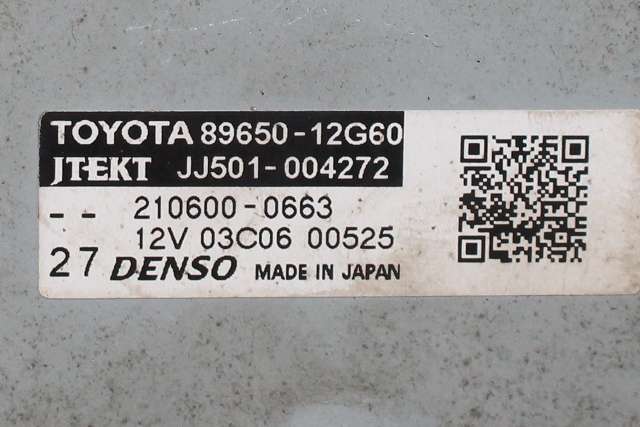 TOYOTA 89650-12G60
JTEKT JJ501-004272
-- 210600-0663
12V 03C06 00525
27 DENSO MADE IN JAPAN